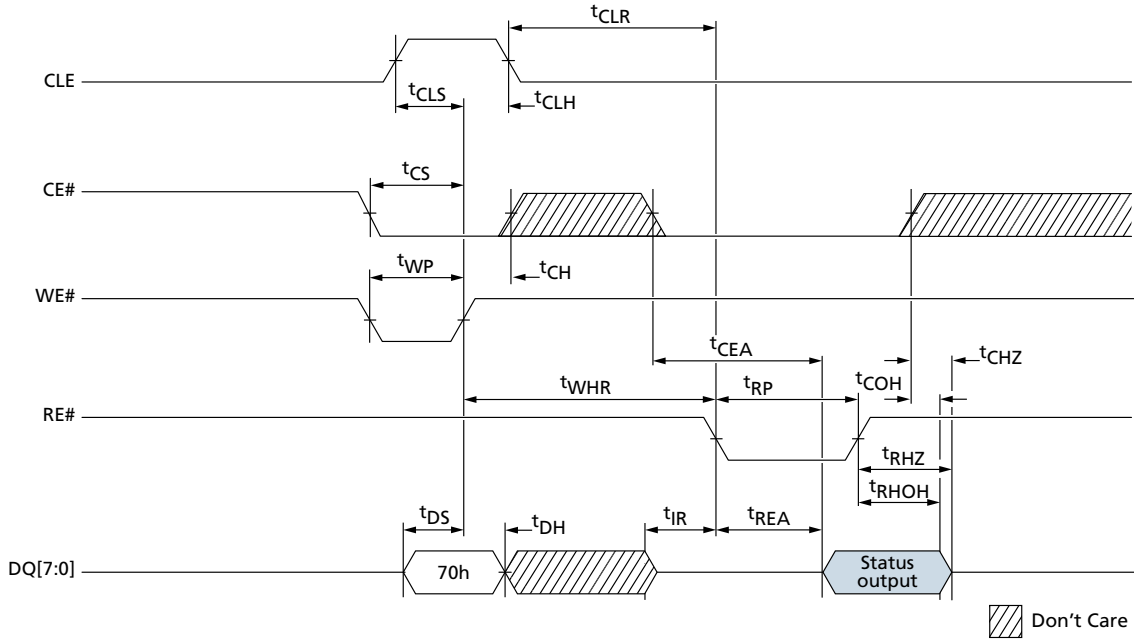 tCLR
CLE
tCLS
tCLH
tCS
CE#
tWP
tCH
WE#
tCEA
tCHZ
tWHR
tRP
tCOH
RE#
tRHZ
tRHOH
tDS
tDH
tIR
tREA
DQ[7:0]
70h
Status
output
Don't Care